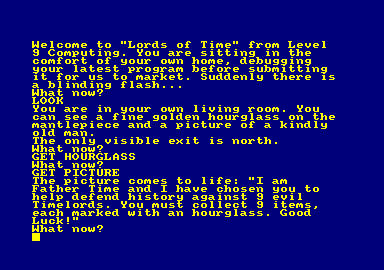 Welcome to "Lords of Time" from Level
9 Computing. You are sitting in the
comfort of your own home, debugging
your latest program before submitting
it for us to market. Suddenly there is
a blinding flash...
What now?
LOOK
You are in your own living room. You
can see a fine golden hourglass on the
mantlepiece and a picture of a kindly
old man.
The only visible exit is north.
What now?
GET HOURGLASS
What now?
GET PICTURE
The picture comes to life: "I am
Father Time and I have chosen you to
help defend history against 9 evil
Timelords. You must collect 9 items,
each marked with an hourglass. Good
Luck!"
What now?